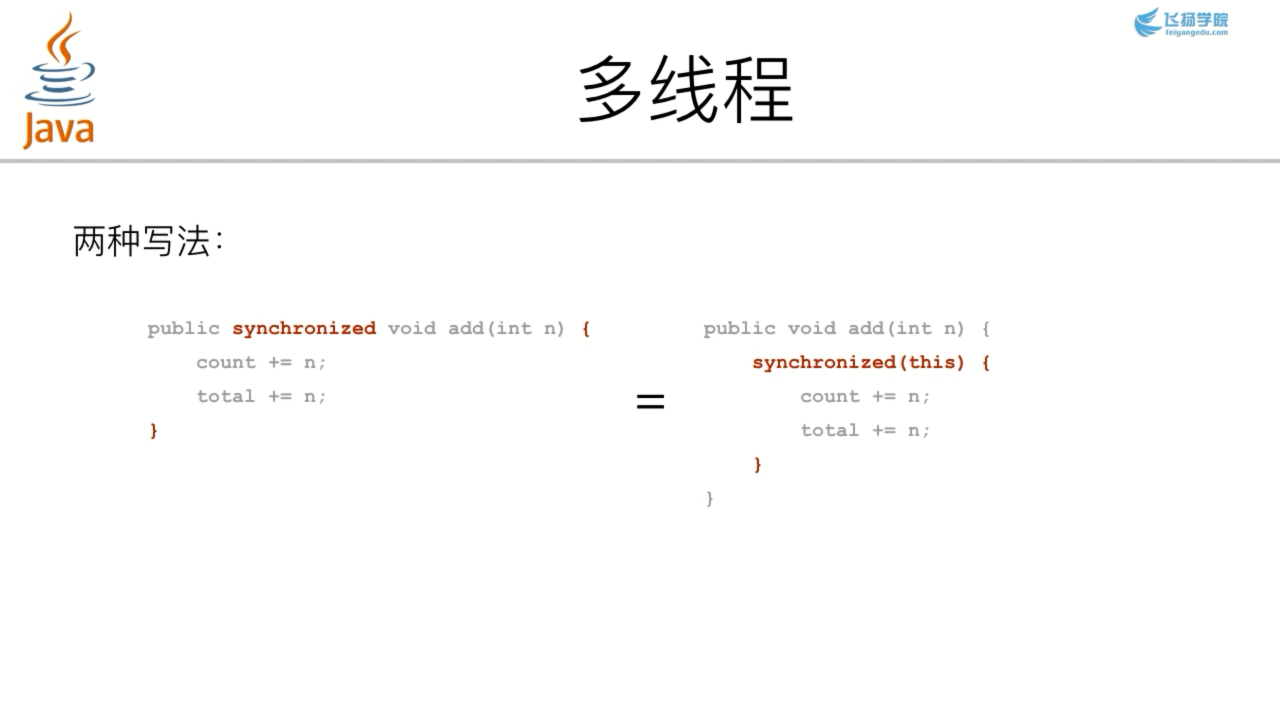 Java
飞扬学院
feiyangedu.com
多线程
两种写法：
public synchronized void add(int n) {
    count += n;
    total += n;
}
=
public void add(int n) {
    synchronized(this) {
        count += n;
        total += n;
    }
}